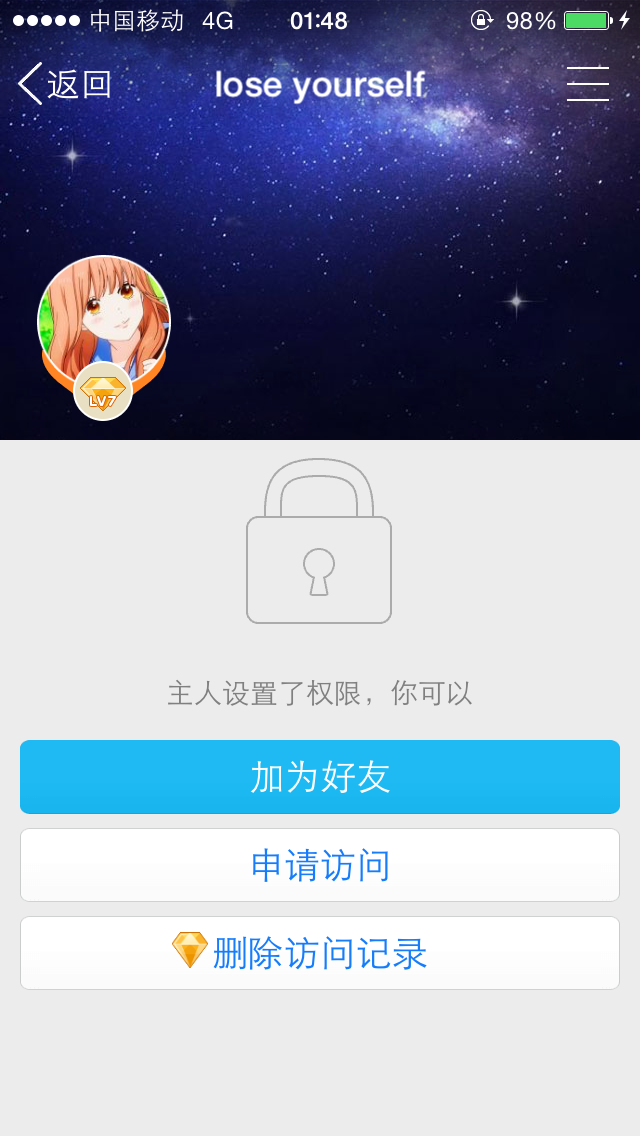 中国移动 4G 01:48 98%
返回 lose yourself
LV7
主人设置了权限，你可以
加为好友
申请访问
删除访问记录